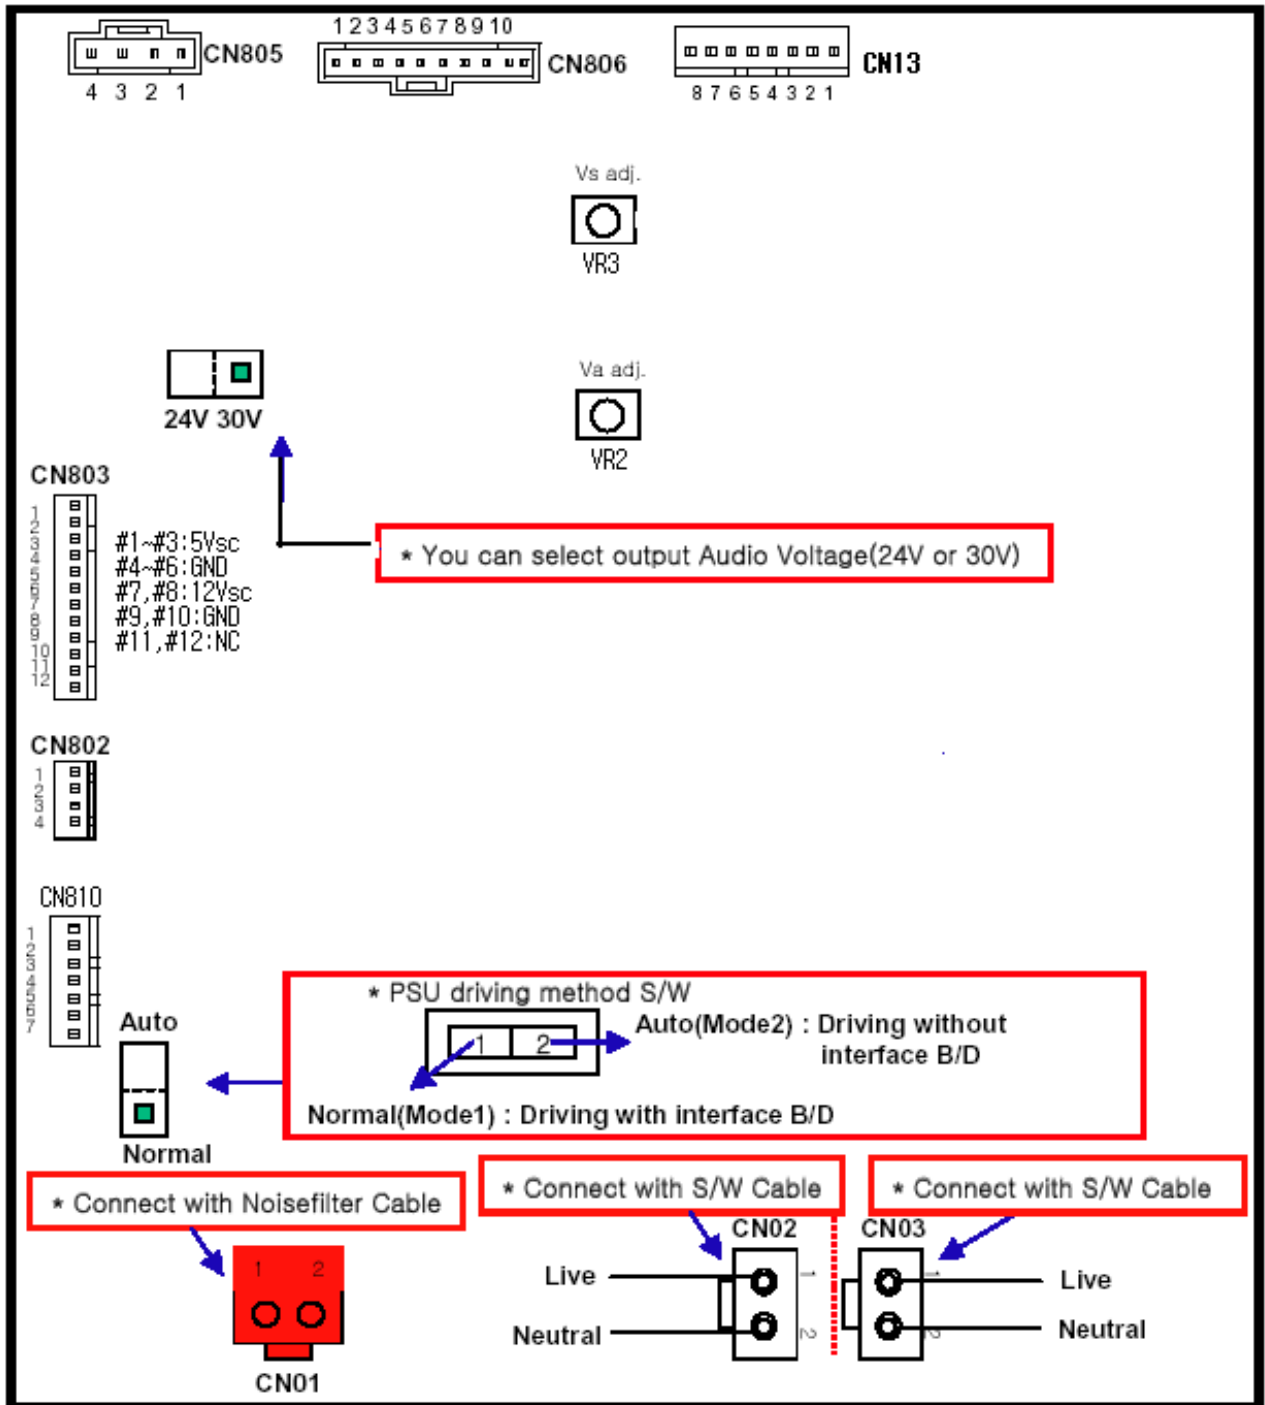 1 2 3 4 5 6 7 8 9 10
CN805
CN806
CN13
4 3 2 1
8 7 6 5 4 3 2 1
Vs adj.
VR3
Va adj.
24V 30V
VR2
CN803
1
2
3
4
5
6
7
8
9
10
11
12
#1~#3:5Vsc
#4~#6:GND
#7,#8:12Vsc
#9,#10:GND
#11,#12:NC
* You can select output Audio Voltage(24V or 30V)
CN802
1
2
3
4
CN810
1
2
3
4
5
6
7
Auto
Normal
* PSU driving method S/W
1 2
Auto(Mode2) : Driving without
interface B/D
Normal(Mode1) : Driving with interface B/D
* Connect with Noisefilter Cable
* Connect with S/W Cable
* Connect with S/W Cable
1 2
CN01
CN02
CN03
Live
Neutral
1
2
1
2
Live
Neutral